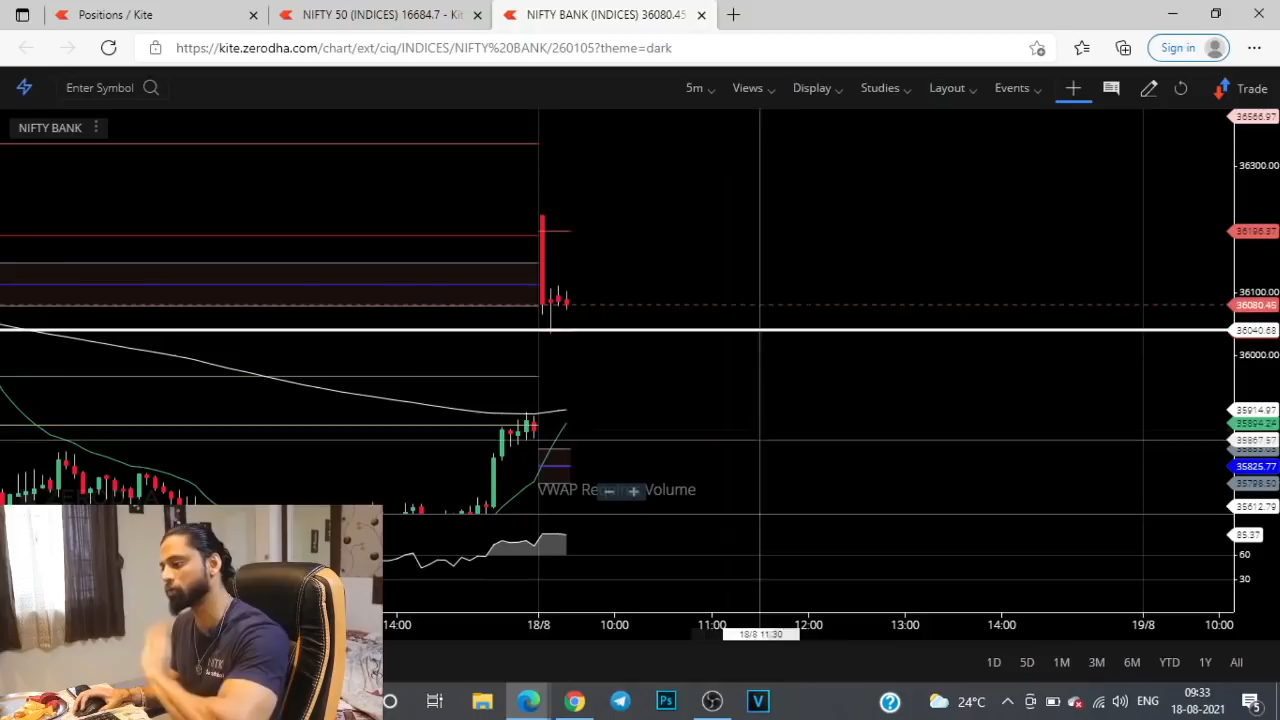 Positions / Kite
NIFTY 50 (INDICES) 16684.7 - Kit
NIFTY BANK (INDICES) 36080.45
https://kite.zerodha.com/chart/ext/ciq/INDICES/NIFTY%20BANK/260105?theme=dark
Sign in
Enter Symbol
5m
Views
Display
Studies
Layout
Events
Trade
NIFTY BANK
36566.97
36300.00
36196.37
36100.00
36080.45
36040.68
36000.00
35914.97
35894.24
35867.57
35825.77
35798.50
35612.79
85.37
60
30
14:00
18/8
10:00
11:00
12:00
13:00
14:00
19/8
10:00
18/8 11:30
1D
5D
1M
3M
6M
YTD
1Y
All
24°C
ENG
09:33
18-08-2021